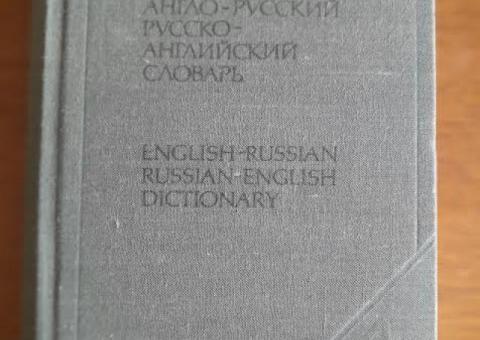 АНГЛО-РУССКИЙ
РУССКО-
АНГЛИЙСКИЙ
СЛОВАРЬ
ENGLISH-RUSSIAN
RUSSIAN-ENGLISH
DICTIONARY